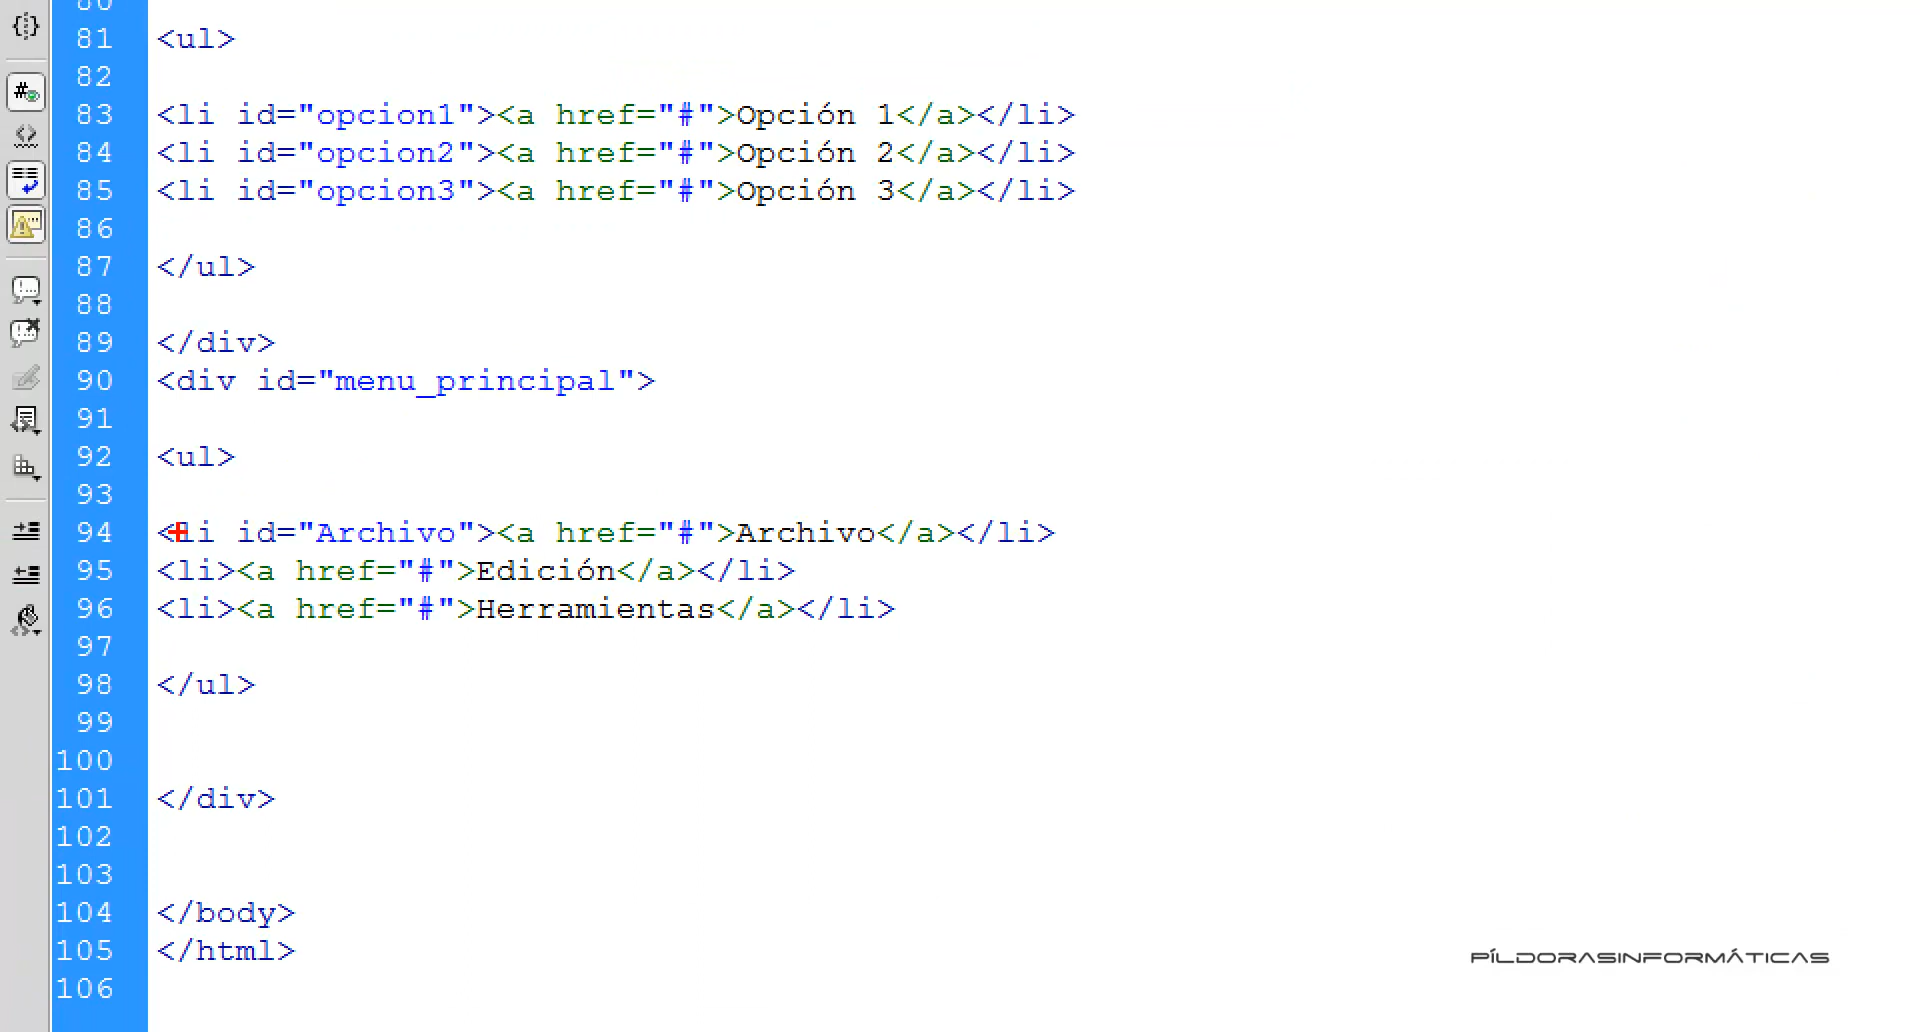 80
81 <ul>
82
83 <li id="opcion1"><a href="#">Opción 1</a></li>
84 <li id="opcion2"><a href="#">Opción 2</a></li>
85 <li id="opcion3"><a href="#">Opción 3</a></li>
86
87 </ul>
88
89 </div>
90 <div id="menu_principal">
91
92 <ul>
93
94 <li id="Archivo"><a href="#">Archivo</a></li>
95 <li><a href="#">Edición</a></li>
96 <li><a href="#">Herramientas</a></li>
97
98 </ul>
99
100
101 </div>
102
103
104 </body>
105 </html>
106
PÍLDORASINFORMÁTICAS